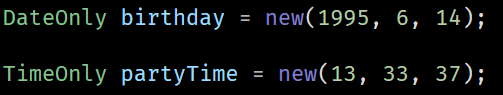 DateOnly birthday = new(1995, 6, 14);
TimeOnly partyTime = new(13, 33, 37);